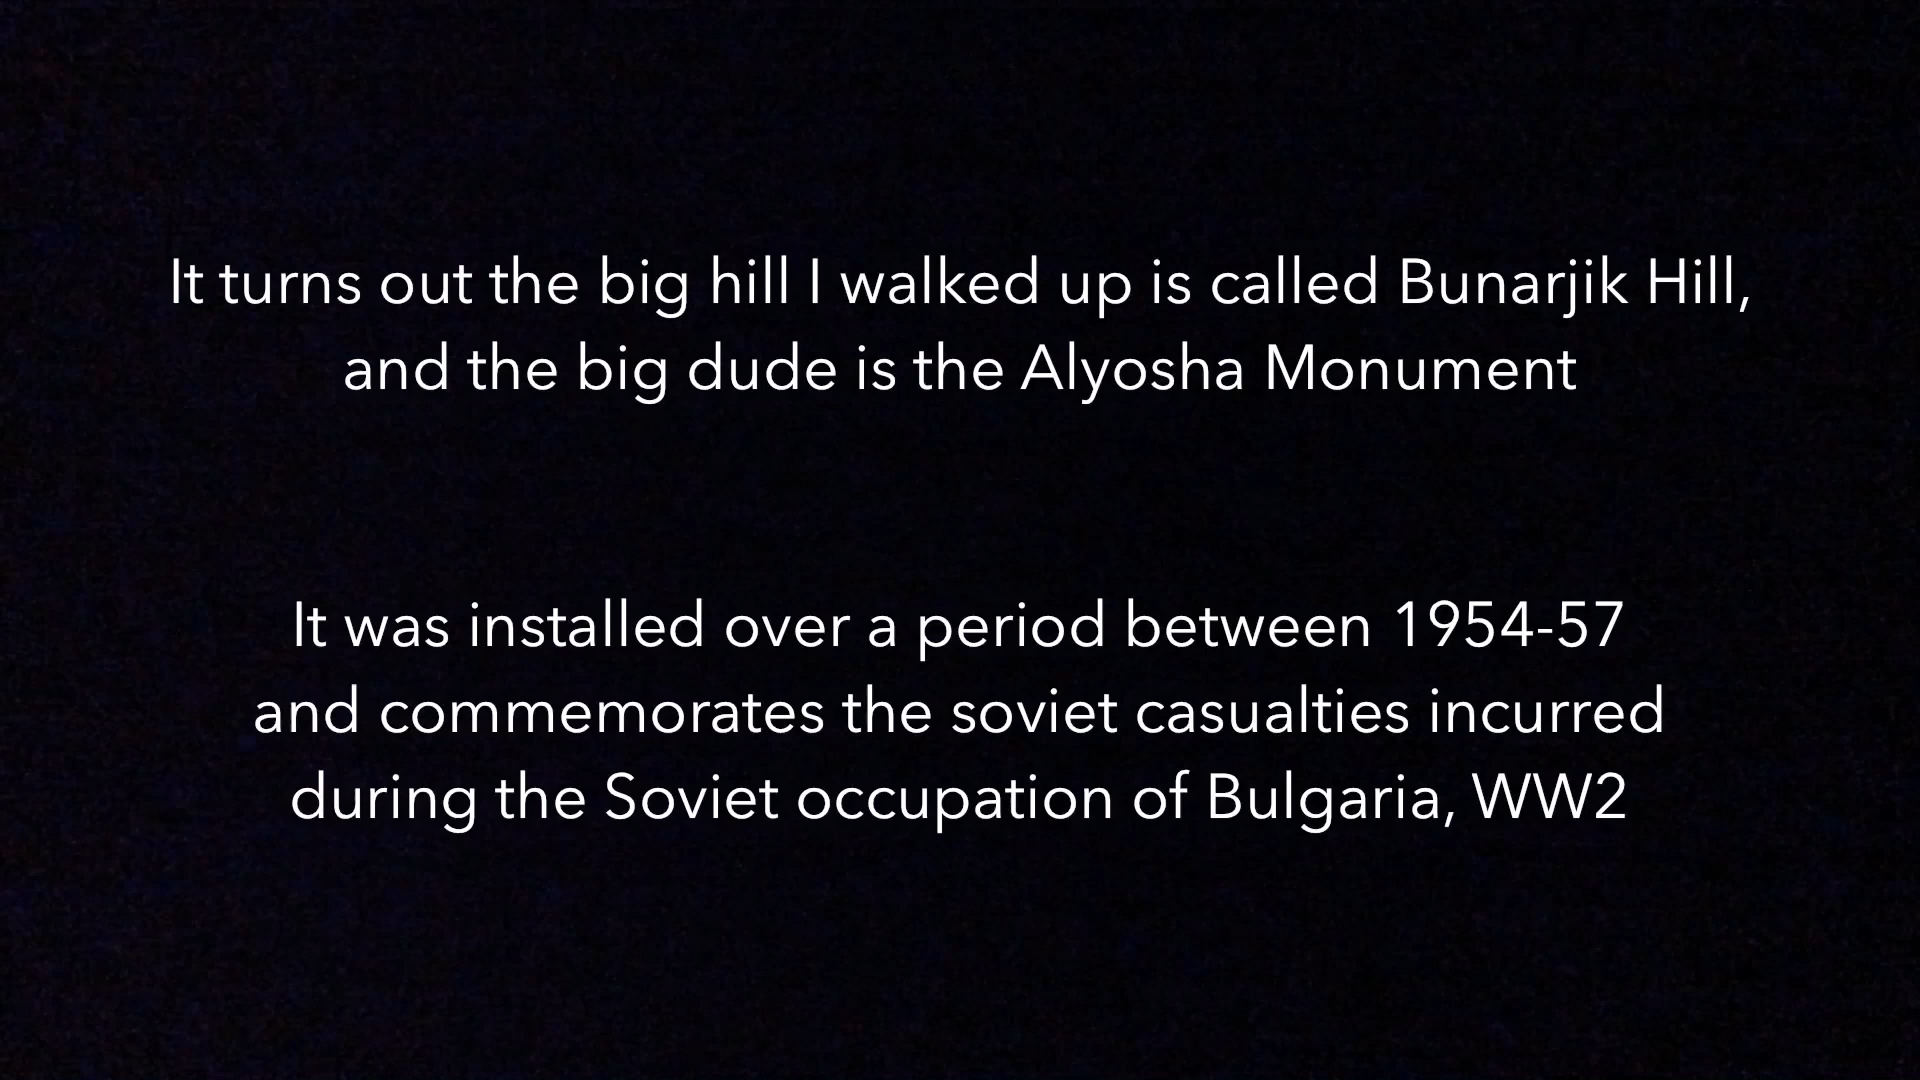 It turns out the big hill I walked up is called Bunarjik Hill,
and the big dude is the Alyosha Monument
It was installed over a period between 1954-57
and commemorates the soviet casualties incurred
during the Soviet occupation of Bulgaria, WW2